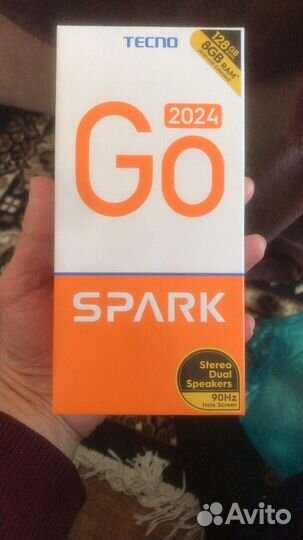 TECNO
128GB
8GB RAM*
2024
Go
SPARK
Stereo
Dual
Speakers
90Hz
Hole Screen
Avito